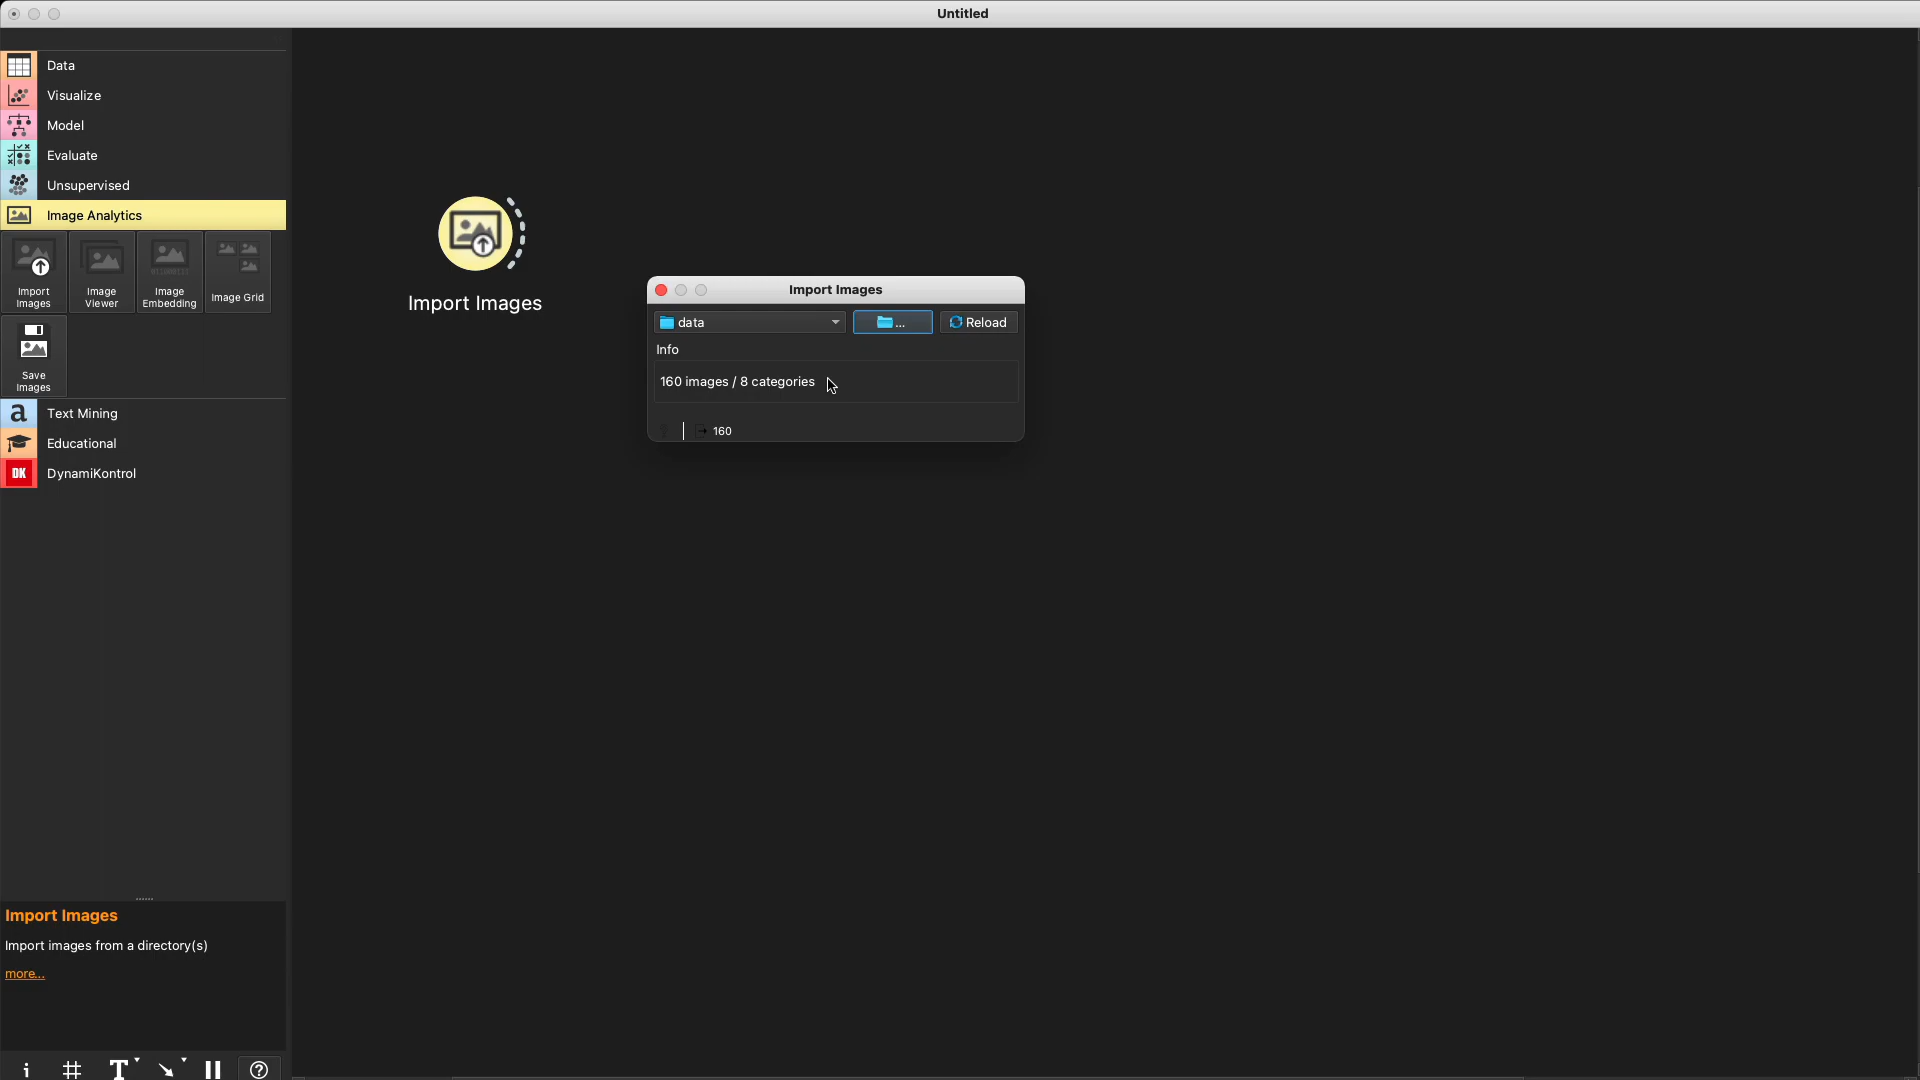 Untitled
Data
Visualize
Model
Evaluate
Unsupervised
Image Analytics
Import
Images
Image
Viewer
Image
Embedding
Image Grid
Save
Images
a Text Mining
Educational
DK DynamiKontrol
Import Images
Import images from a directory(s)
more...
i
T
?
Import Images
Import Images
data
...
Reload
Info
160 images / 8 categories
160